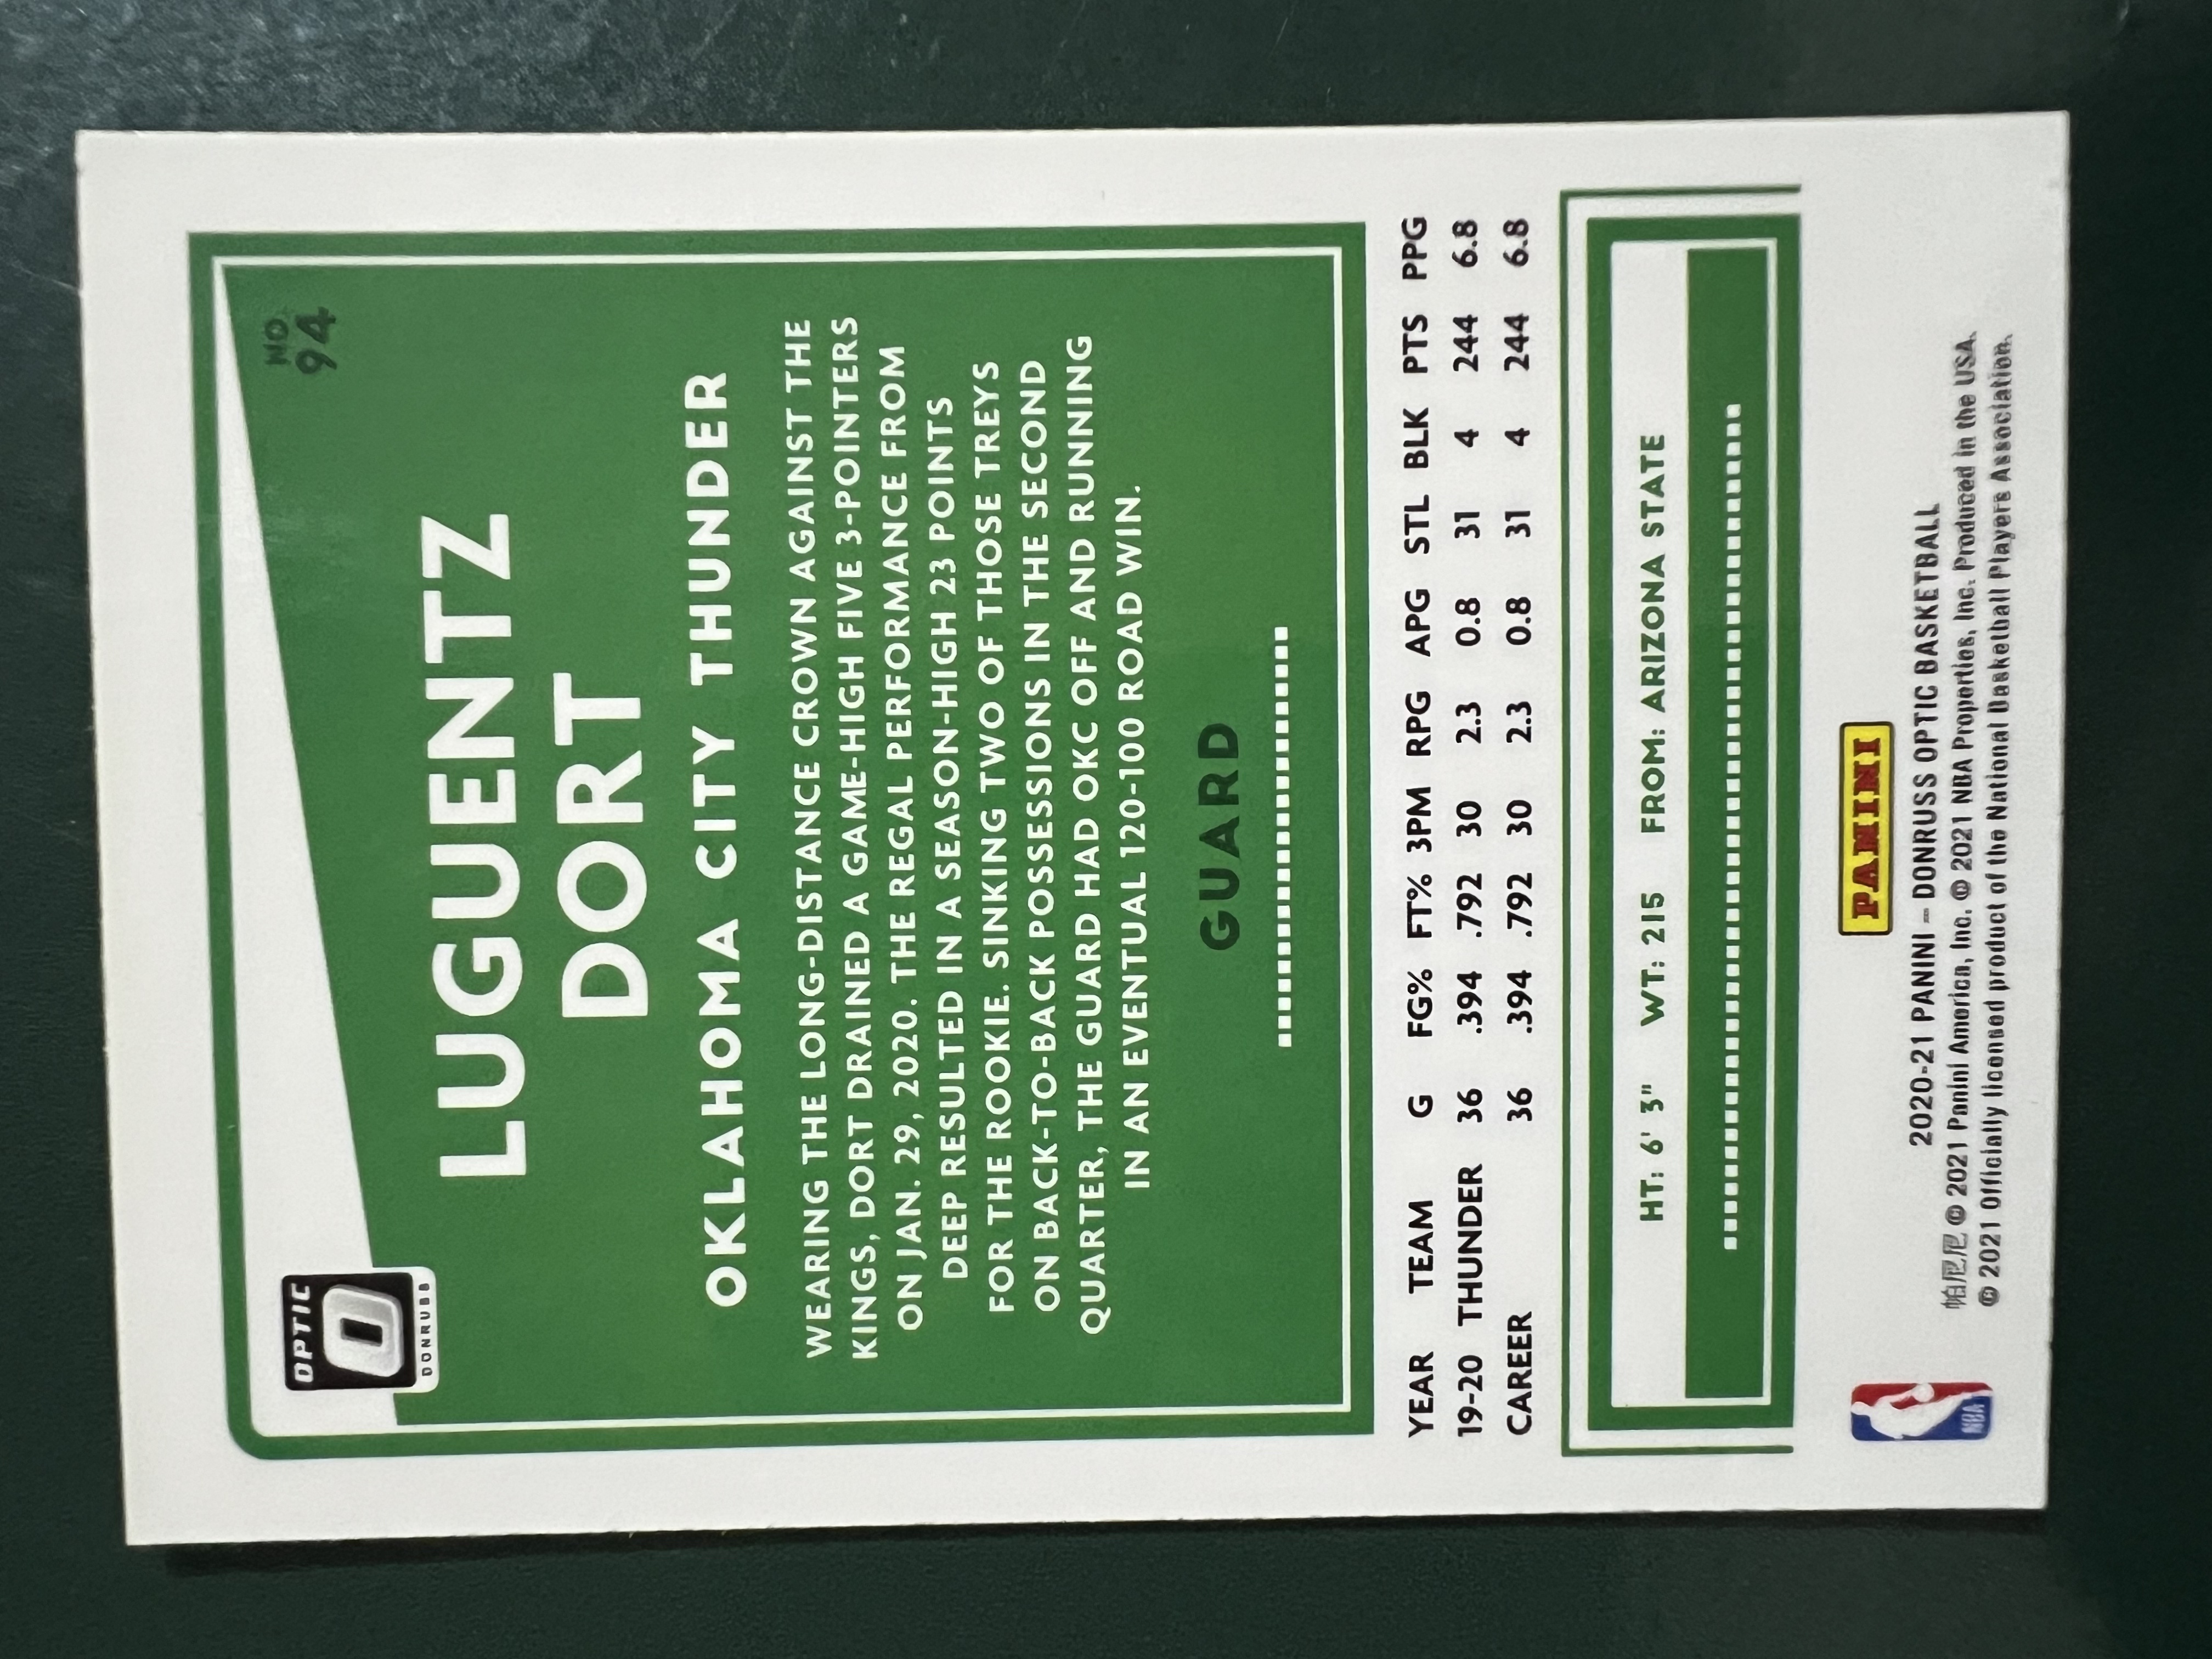 OPTIC
DONRUSS
NO
94
LUGUENTZ
DORT
OKLAHOMA CITY THUNDER
WEARING THE LONG-DISTANCE CROWN AGAINST THE
KINGS, DORT DRAINED A GAME-HIGH FIVE 3-POINTERS
ON JAN. 29, 2020. THE REGAL PERFORMANCE FROM
DEEP RESULTED IN A SEASON-HIGH 23 POINTS
FOR THE ROOKIE. SINKING TWO OF THOSE TREYS
ON BACK-TO-BACK POSSESSIONS IN THE SECOND
QUARTER, THE GUARD HAD OKC OFF AND RUNNING
IN AN EVENTUAL 120-100 ROAD WIN.
GUARD
YEAR TEAM G FG% FT% 3PM RPG APG STL BLK PTS PPG
19-20 THUNDER 36 .394 .792 30 2.3 0.8 31 4 244 6.8
CAREER 36 .394 .792 30 2.3 0.8 31 4 244 6.8
HT: 6' 3" WT: 215 FROM: ARIZONA STATE
PANINI
NBA
2020-21 PANINI – DONRUSS OPTIC BASKETBALL
帕尼尼 © 2021 Panini America, Inc. © 2021 NBA Properties, Inc. Produced in the USA.
© 2021 Officially licensed product of the National Basketball Players Association.